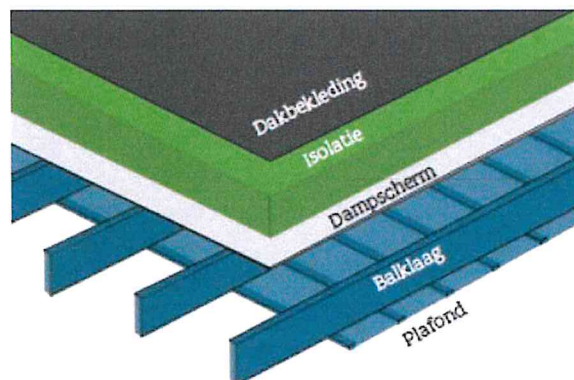 Dakbekleding
Isolatie
Dampscherm
Balklaag
Plafond